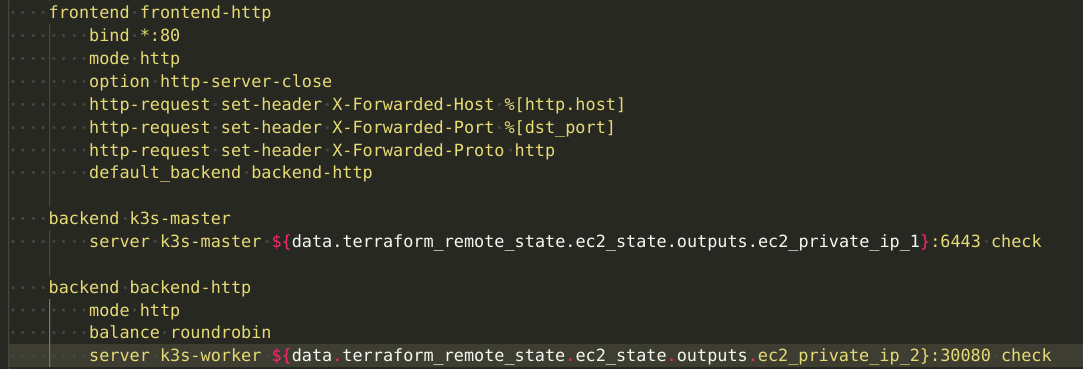 frontend frontend-http
bind *:80
mode http
option http-server-close
http-request set-header X-Forwarded-Host %[http.host]
http-request set-header X-Forwarded-Port %[dst_port]
http-request set-header X-Forwarded-Proto http
default_backend backend-http
backend k3s-master
server k3s-master ${data.terraform_remote_state.ec2_state.outputs.ec2_private_ip_1}:6443 check
backend backend-http
mode http
balance roundrobin
server k3s-worker ${data.terraform_remote_state.ec2_state.outputs.ec2_private_ip_2}:30080 check